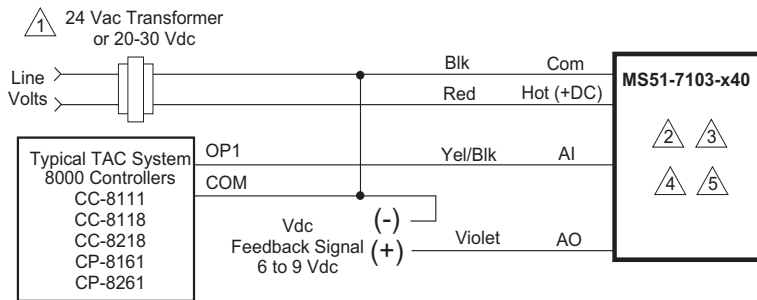 1
24 Vac Transformer
or 20-30 Vdc
Line
Volts
Blk
Com
Red
Hot (+DC)
MS51-7103-x40
2
3
4
5
Typical TAC System
8000 Controllers
CC-8111
CC-8118
CC-8218
CP-8161
CP-8261
OP1
COM
Yel/Blk
AI
Vdc
Feedback Signal
6 to 9 Vdc
(-)
(+)
Violet
AO